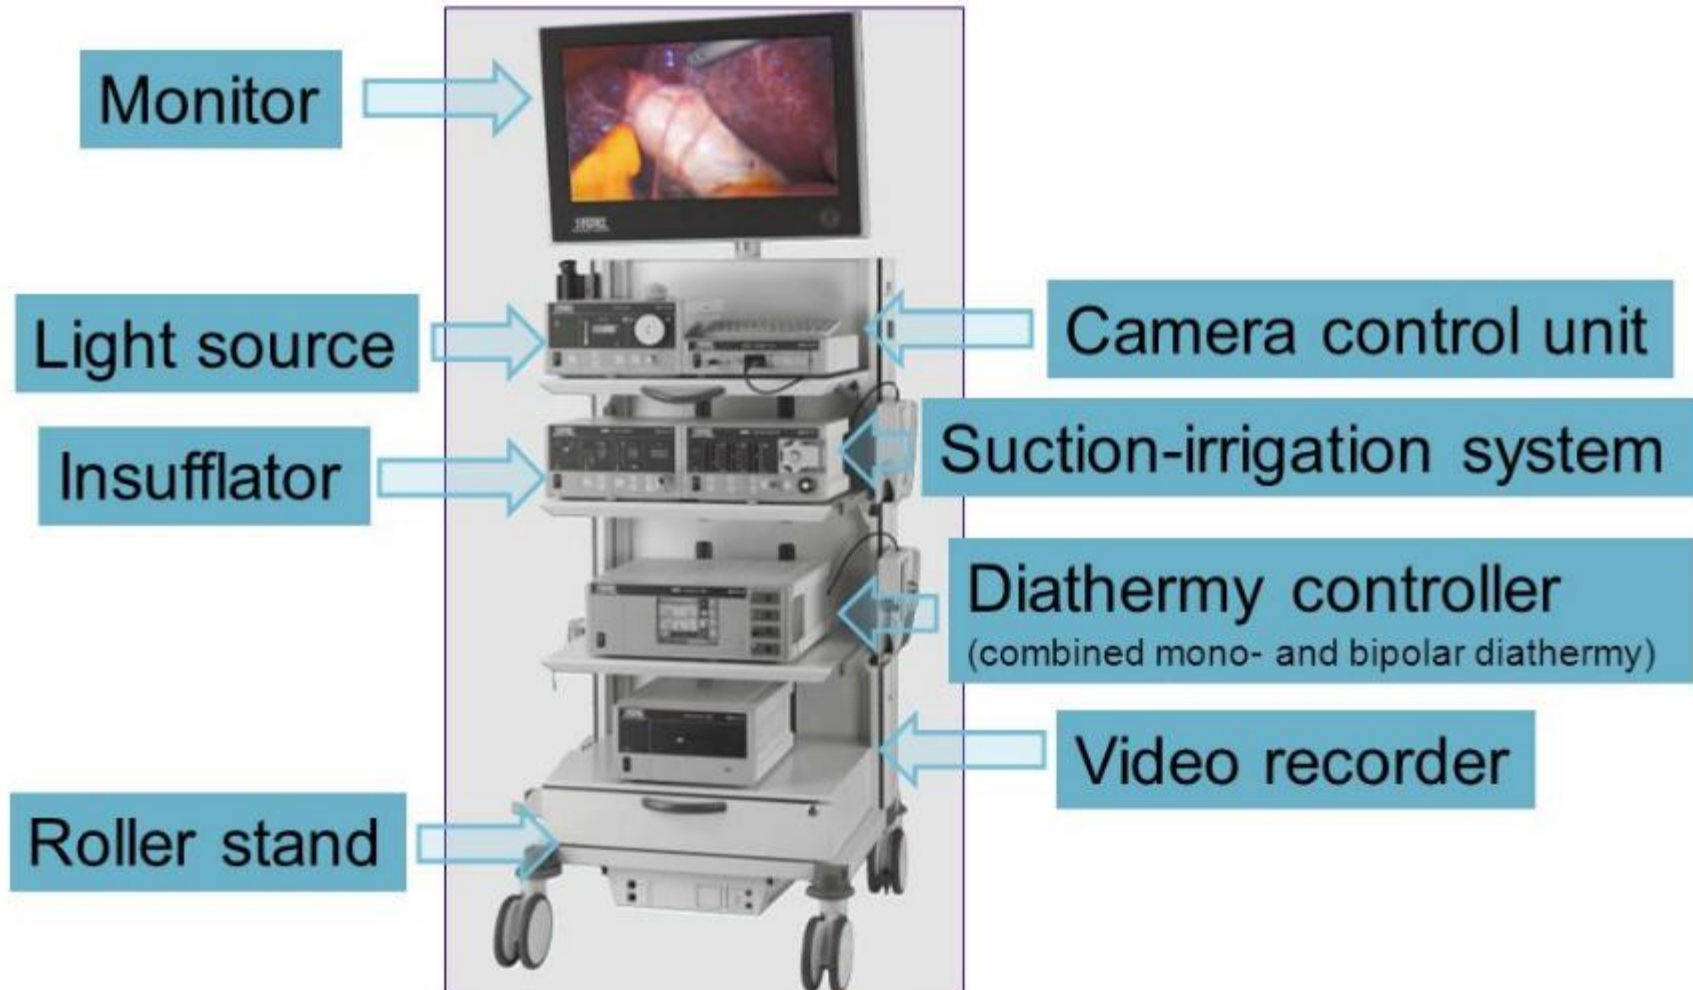 Monitor
STORZ
Light source
Camera control unit
Insufflator
Suction-irrigation system
Diathermy controller
(combined mono- and bipolar diathermy)
Video recorder
Roller stand